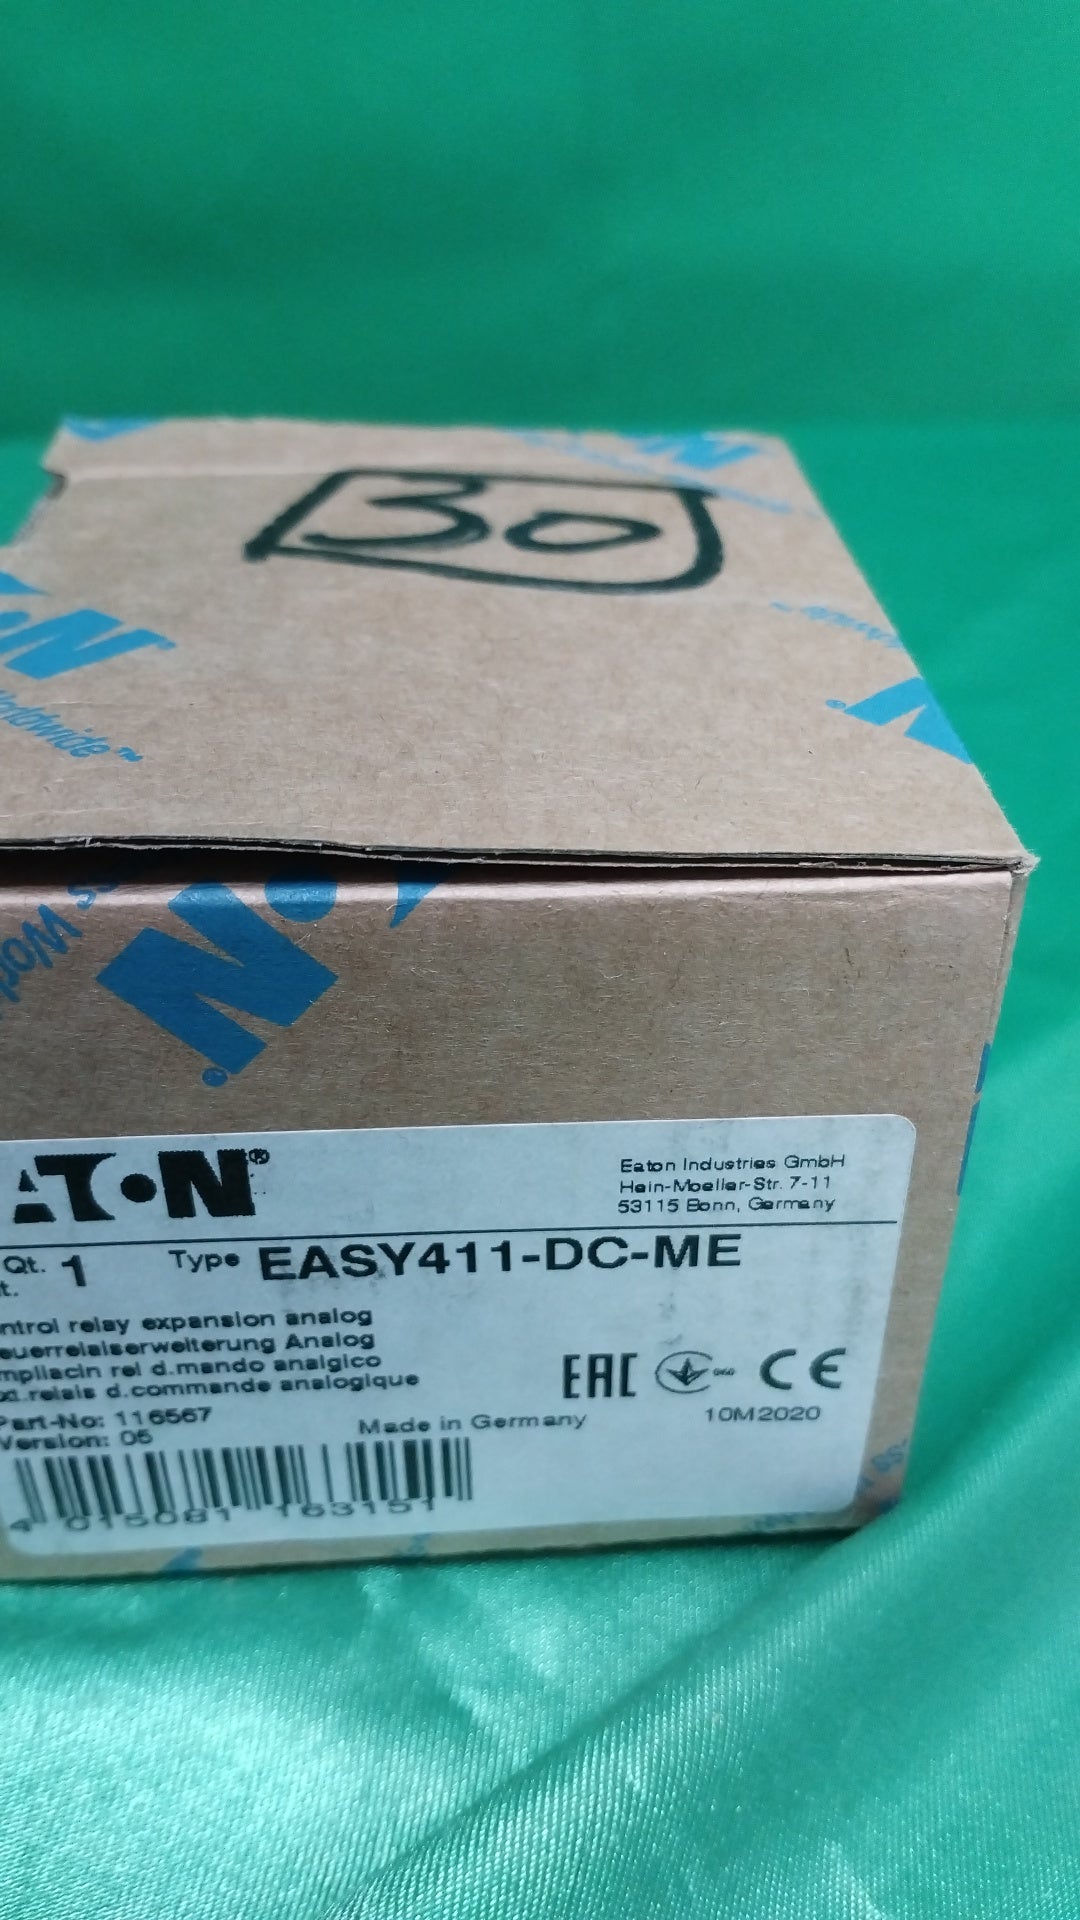 30
Worldwide™
EATON®
Eaton Industries GmbH
Hein-Moeller-Str. 7-11
53115 Bonn, Germany
Qt. 1 Type EASY411-DC-ME
t.
ntrol relay expansion analog
euerrelaiserweiterung Analog
mpliacin rel d.mando analgico
xt.relais d.commande analogique
Part-No: 116567
Version: 05
Made in Germany
EAC CE
10M2020
4 015081 163151